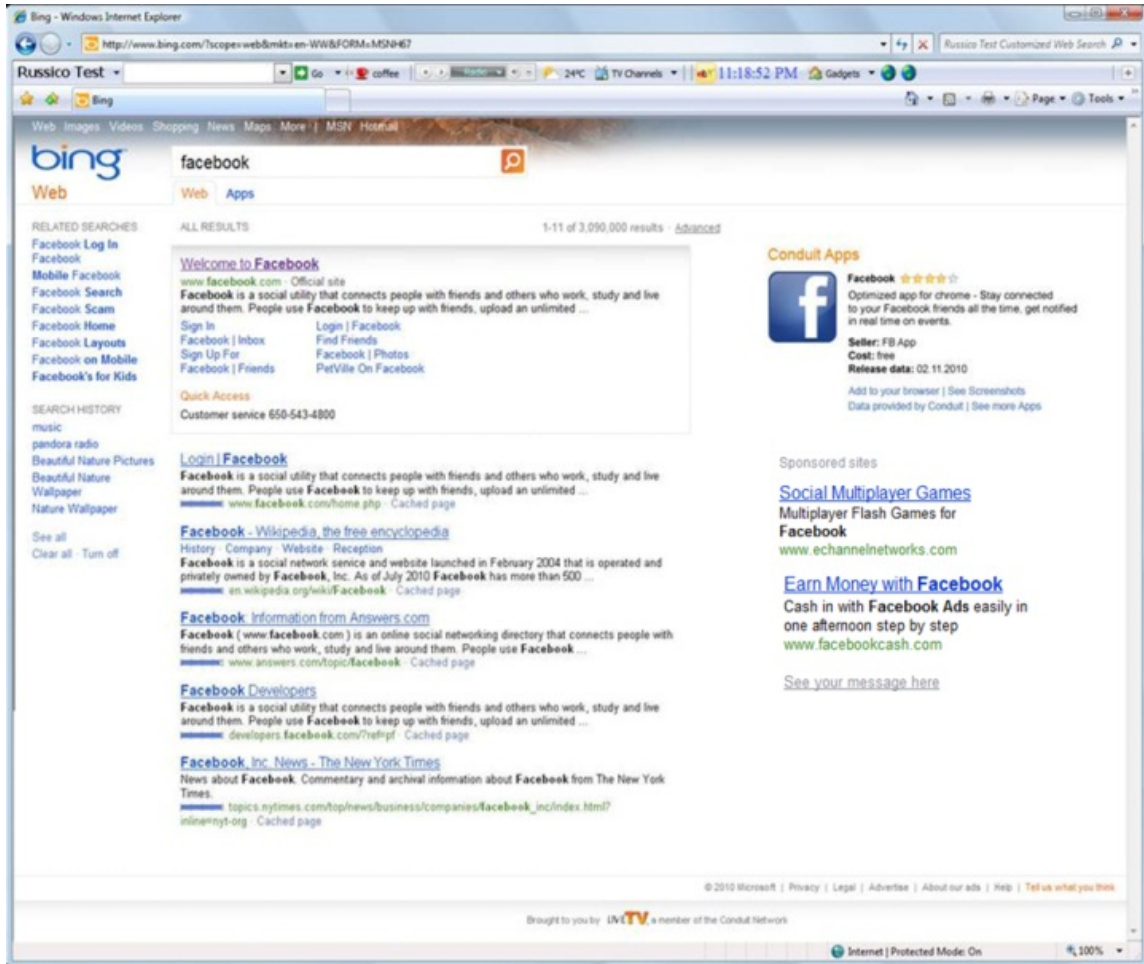 Bing - Windows Internet Explorer
http://www.bing.com/?scope=web&mkt=en-WW&FORM=MSNH67
Russico Test Customized Web Search
Russico Test
Go
coffee
Radio
24°C
TV Channels
eBY
11:18:52 PM
Gadgets
Bing
Page
Tools
Web Images Videos Shopping News Maps More | MSN Hotmail
bing
facebook
Web
Web Apps
RELATED SEARCHES
Facebook Log In
Facebook
Mobile Facebook
Facebook Search
Facebook Scam
Facebook Home
Facebook Layouts
Facebook on Mobile
Facebook's for Kids
SEARCH HISTORY
music
pandora radio
Beautiful Nature Pictures
Beautiful Nature
Wallpaper
Nature Wallpaper
See all
Clear all · Turn off
ALL RESULTS
1-11 of 3,090,000 results · Advanced
Welcome to Facebook
www.facebook.com · Official site
Facebook is a social utility that connects people with friends and others who work, study and live
around them. People use Facebook to keep up with friends, upload an unlimited ...
Sign In Login | Facebook
Facebook | Inbox Find Friends
Sign Up For Facebook | Photos
Facebook | Friends PetVille On Facebook
Quick Access
Customer service 650-543-4800
Login | Facebook
Facebook is a social utility that connects people with friends and others who work, study and live
around them. People use Facebook to keep up with friends, upload an unlimited ...
www.facebook.com/home.php · Cached page
Facebook - Wikipedia, the free encyclopedia
History · Company · Website · Reception
Facebook is a social network service and website launched in February 2004 that is operated and
privately owned by Facebook, Inc. As of July 2010 Facebook has more than 500 ...
en.wikipedia.org/wiki/Facebook · Cached page
Facebook: Information from Answers.com
Facebook ( www.facebook.com ) is an online social networking directory that connects people with
friends and others who work, study and live around them. People use Facebook ...
www.answers.com/topic/facebook · Cached page
Facebook Developers
Facebook is a social utility that connects people with friends and others who work, study and live
around them. People use Facebook to keep up with friends, upload an unlimited ...
developers.facebook.com/?ref=pf · Cached page
Facebook, Inc. News - The New York Times
News about Facebook. Commentary and archival information about Facebook from The New York
Times.
topics.nytimes.com/top/news/business/companies/facebook_inc/index.html?
inline=nyt-org · Cached page
Conduit Apps
Facebook
Optimized app for chrome - Stay connected
to your Facebook friends all the time, get notified
in real time on events.
Seller: FB App
Cost: free
Release data: 02.11.2010
Add to your browser | See Screenshots
Data provided by Conduit | See more Apps
Sponsored sites
Social Multiplayer Games
Multiplayer Flash Games for
Facebook
www.echannelnetworks.com
Earn Money with Facebook
Cash in with Facebook Ads easily in
one afternoon step by step
www.facebookcash.com
See your message here
© 2010 Microsoft | Privacy | Legal | Advertise | About our ads | Help | Tell us what you think
Brought to you by LIVE TV, a member of the Conduit Network
Internet | Protected Mode: On
100%